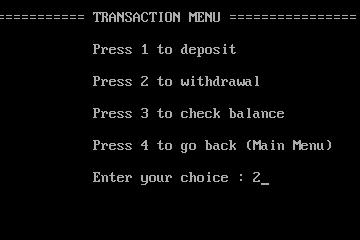 =========== TRANSACTION MENU ================
Press 1 to deposit
Press 2 to withdrawal
Press 3 to check balance
Press 4 to go back (Main Menu)
Enter your choice : 2_